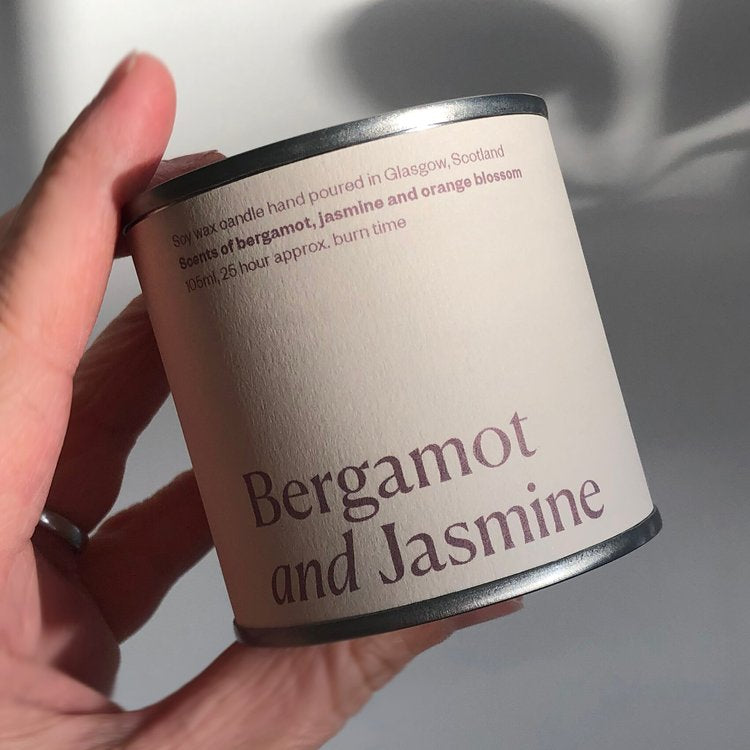 Soy wax candle hand poured in Glasgow, Scotland
Scents of bergamot, jasmine and orange blossom
105ml, 25 hour approx. burn time
Bergamot
and Jasmine